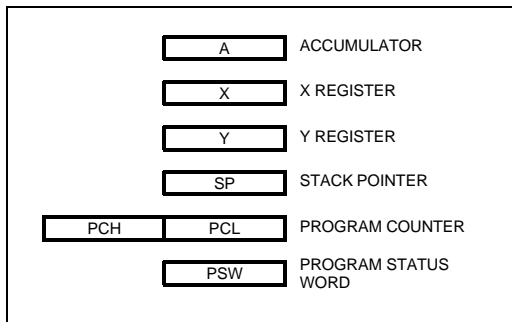 A ACCUMULATOR
X X REGISTER
Y Y REGISTER
SP STACK POINTER
PCH PCL PROGRAM COUNTER
PSW PROGRAM STATUS
WORD